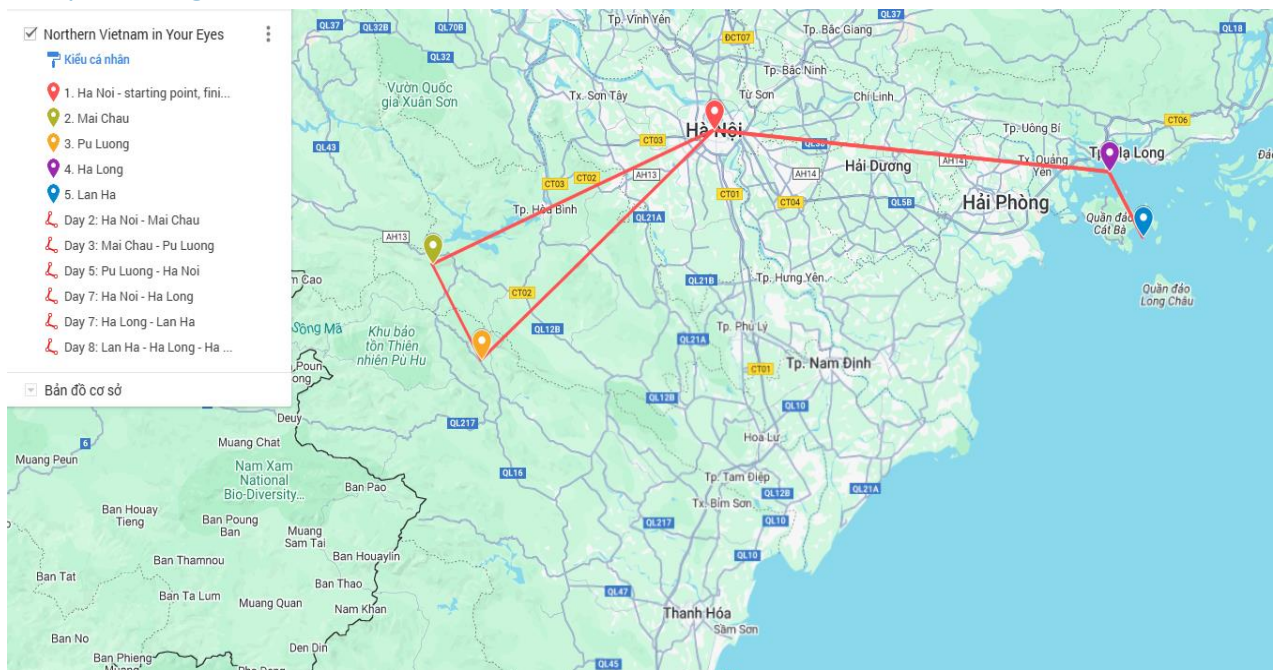 Northern Vietnam in Your Eyes
Kiểu cá nhân
1. Ha Noi - starting point, fini...
2. Mai Chau
3. Pu Luong
4. Ha Long
5. Lan Ha
Day 2: Ha Noi - Mai Chau
Day 3: Mai Chau - Pu Luong
Day 5: Pu Luong - Ha Noi
Day 7: Ha Noi - Ha Long
Day 7: Ha Long - Lan Ha
Day 8: Lan Ha - Ha Long - Ha ...
Bản đồ cơ sở
QL37
QL32B
QL70B
Tp. Vĩnh Yên
QL37
QL18
ĐCT07
Tp. Bắc Giang
QL32
Tp. Bắc Ninh
Vườn Quốc
gia Xuân Sơn
Tx. Sơn Tây
Từ Sơn
Chí Linh
Hà Nội
Tp. Uông Bí
CT06
QL43
CT03
Tp. Hạ Long
CT03
CT02
AH13
AH14
Hải Dương
AH14
Tx. Quảng
Yên
CT01
CT04
QL5B
Hải Phòng
Tp. Hòa Bình
QL21A
Quần đảo
Cát Bà
AH13
Tp. Hưng Yên
QL21B
CT02
Quần đảo
Long Châu
Sông Mã
Khu bảo
tồn Thiên
nhiên Pù Hu
QL12B
Tp. Phủ Lý
QL21A
CT01
Tp. Nam Định
QL12B
QL10
Deuy
QL217
Muang Chat
6
Muang Peun
Hoa Lư
Nam Xam
National
Bio-Diversity...
QL16
Tp. Tam Điệp
Ban Pao
QL12B
QL21A
Tx. Bỉm Sơn
Ban Houay
Tieng
Ban Poung
Ban
Muang
Sam Tai
QL217
QL10
Ban Houaylin
QL10
Ban Thamnou
Ban Tat
Ban Thao
Ban Ta Lum
Muang Quan
Nam Khan
QL47
Thanh Hóa
Sầm Sơn
Ban No
Den Din
Ban Phieng
QL45